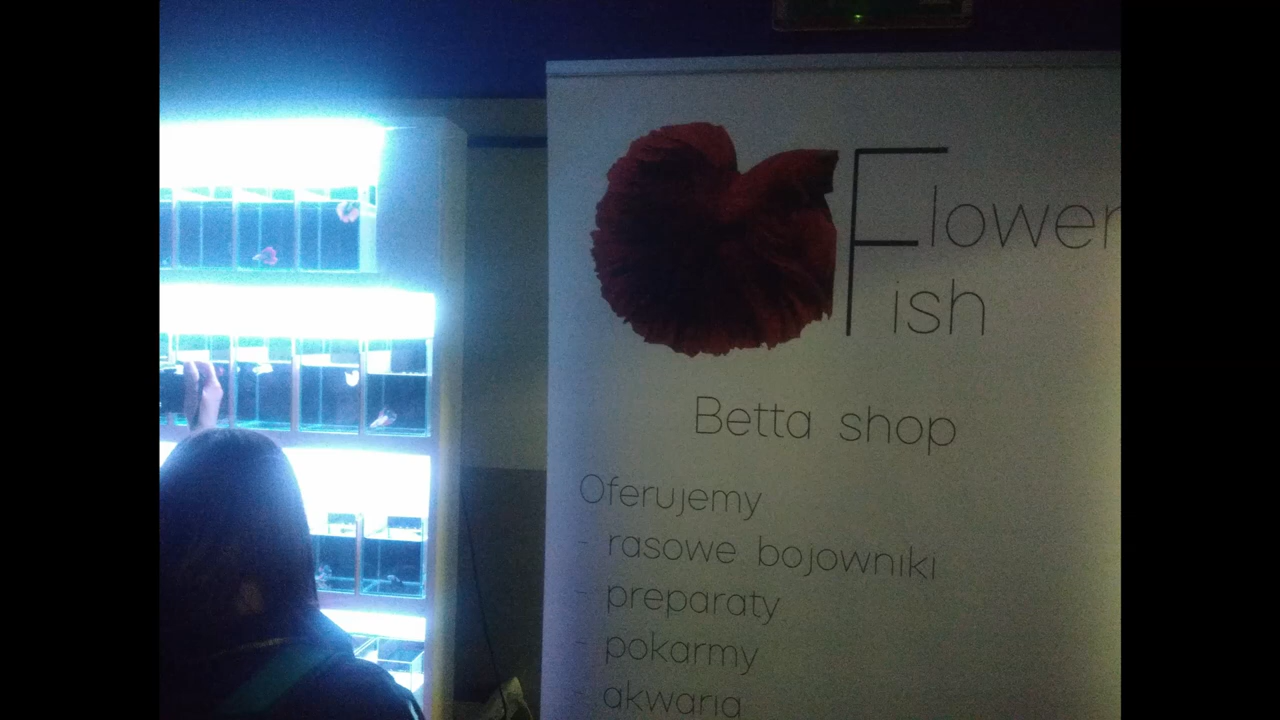 Flower
Fish
Betta shop
Oferujemy
- rasowe bojowniki
- preparaty
- pokarmy
- akwaria